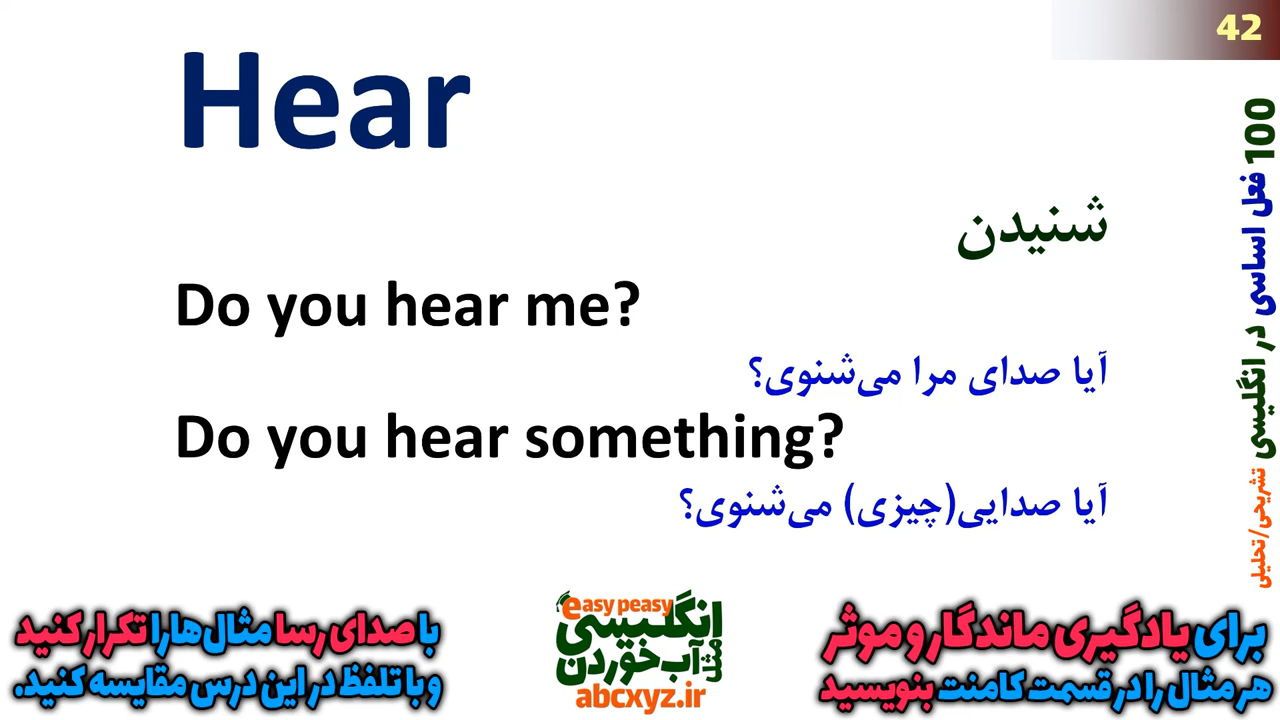 42
Hear
شنیدن
Do you hear me?
آیا صدای مرا می‌شنوی؟
Do you hear something?
آیا صدایی(چیزی) می‌شنوی؟
100 فعل اساسی در انگلیسی تشریحی/تحلیلی
برای یادگیری ماندگار و موثر
هر مثال را در قسمت کامنت بنویسید
easy peasy
انگلیسی
مثل آب خوردن
abcxyz.ir
با صدای رسا مثال‌ها را تکرار کنید
و با تلفظ در این درس مقایسه کنید.